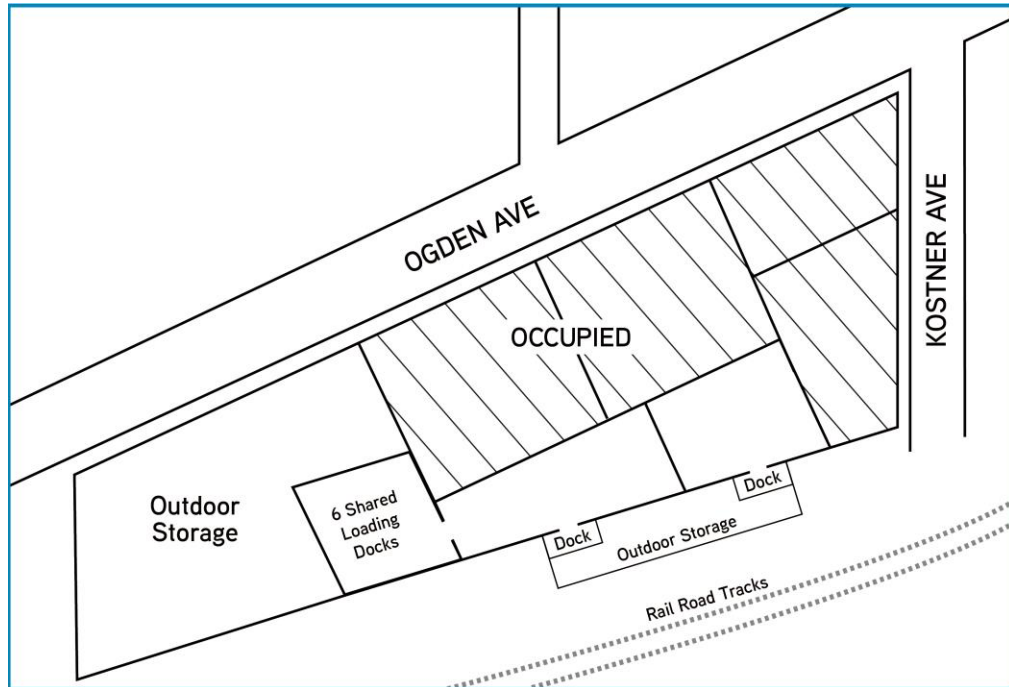 OGDEN AVE
KOSTNER AVE
OCCUPIED
Outdoor
Storage
6 Shared
Loading
Docks
Dock
Dock
Outdoor Storage
Rail Road Tracks